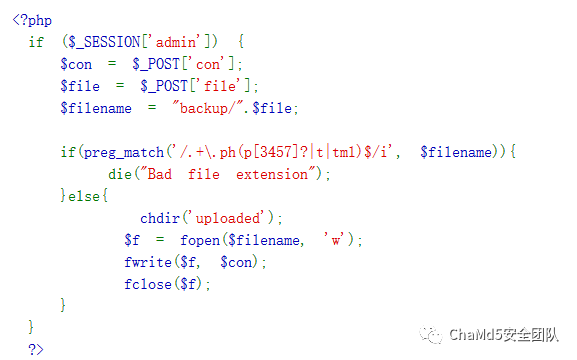 <?php
if ($_SESSION['admin']) {
$con = $_POST['con'];
$file = $_POST['file'];
$filename = "backup/".$file;
if(preg_match('/.+\.ph(p[3457]?|t|tml)$/i', $filename)){
die("Bad file extension");
}else{
chdir('uploaded');
$f = fopen($filename, 'w');
fwrite($f, $con);
fclose($f);
}
}
?>
ChaMd5安全团队